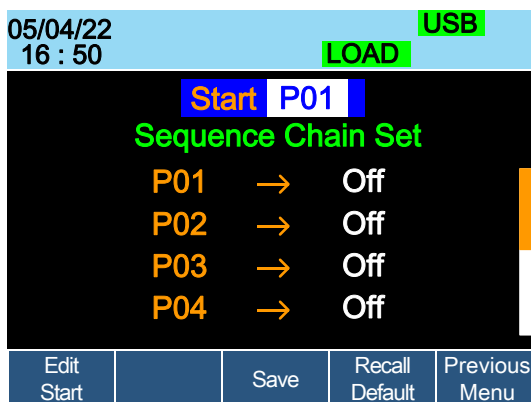 05/04/22 USB
16 : 50 LOAD
Start P01
Sequence Chain Set
P01 → Off
P02 → Off
P03 → Off
P04 → Off
Edit Start Save Recall Default Previous Menu